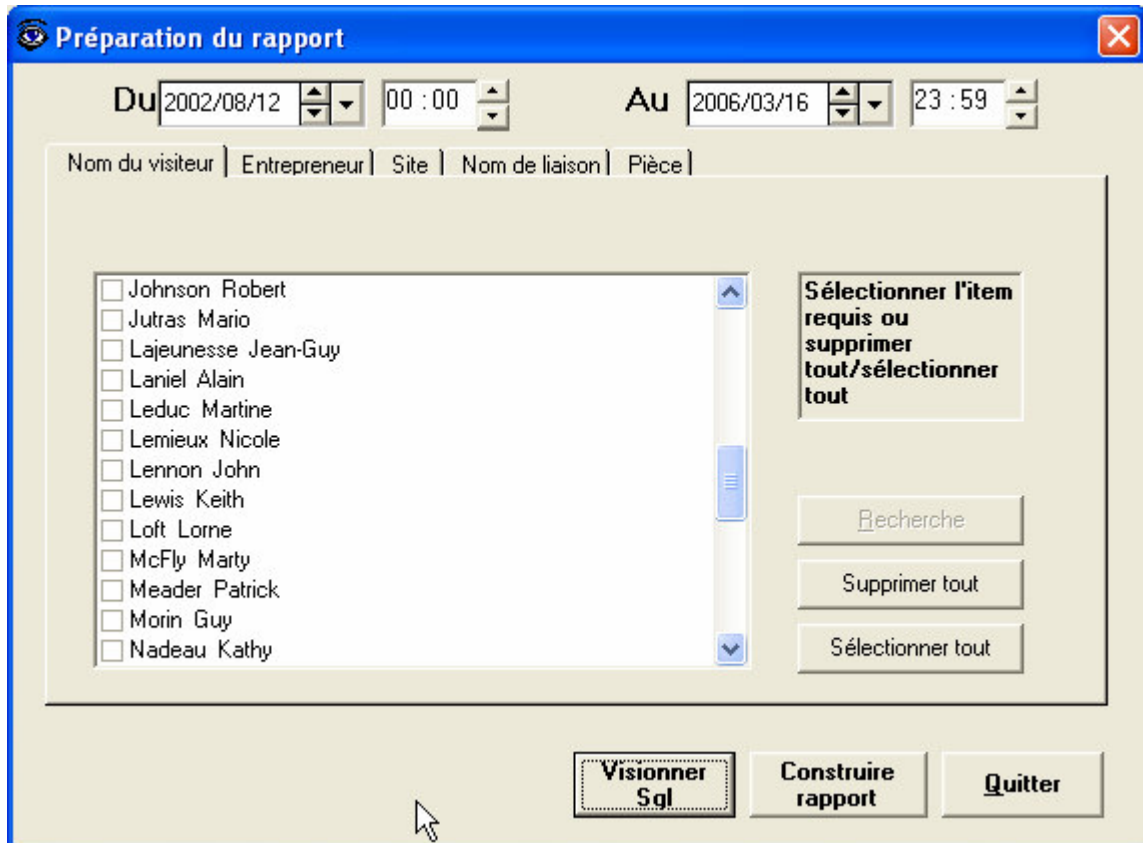 Préparation du rapport
Du 2002/08/12 00:00 Au 2006/03/16 23:59
Nom du visiteur Entrepreneur Site Nom de liaison Pièce
Johnson Robert
Jutras Mario
Lajeunesse Jean-Guy
Laniel Alain
Leduc Martine
Lemieux Nicole
Lennon John
Lewis Keith
Loft Lorne
McFly Marty
Meader Patrick
Morin Guy
Nadeau Kathy
Sélectionner l'item
requis ou
supprimer
tout/sélectionner
tout
Recherche
Supprimer tout
Sélectionner tout
Visionner
Sql
Construire
rapport
Quitter